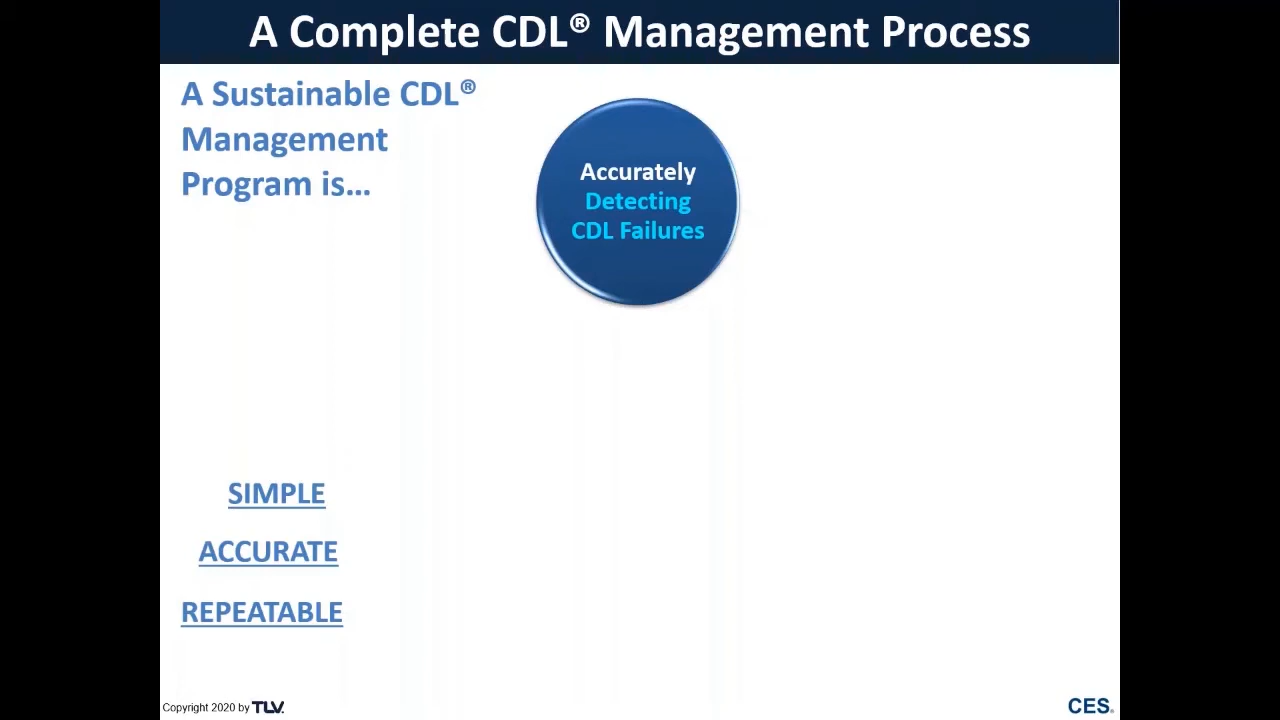 A Complete CDL® Management Process
A Sustainable CDL®
Management
Program is…
Accurately
Detecting
CDL Failures
SIMPLE
ACCURATE
REPEATABLE
Copyright 2020 by TLV.
CES.